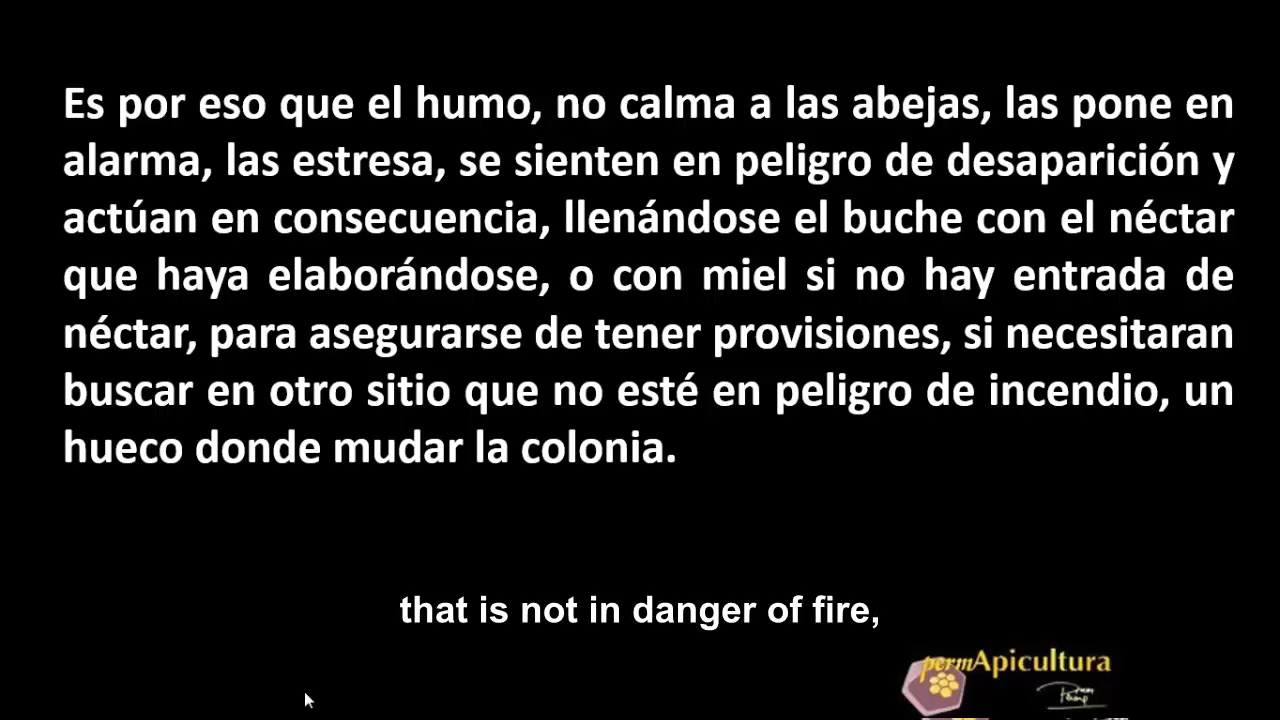 Es por eso que el humo, no calma a las abejas, las pone en
alarma, las estresa, se sienten en peligro de desaparición y
actúan en consecuencia, llenándose el buche con el néctar
que haya elaborándose, o con miel si no hay entrada de
néctar, para asegurarse de tener provisiones, si necesitaran
buscar en otro sitio que no esté en peligro de incendio, un
hueco donde mudar la colonia.
that is not in danger of fire,
permApicultura